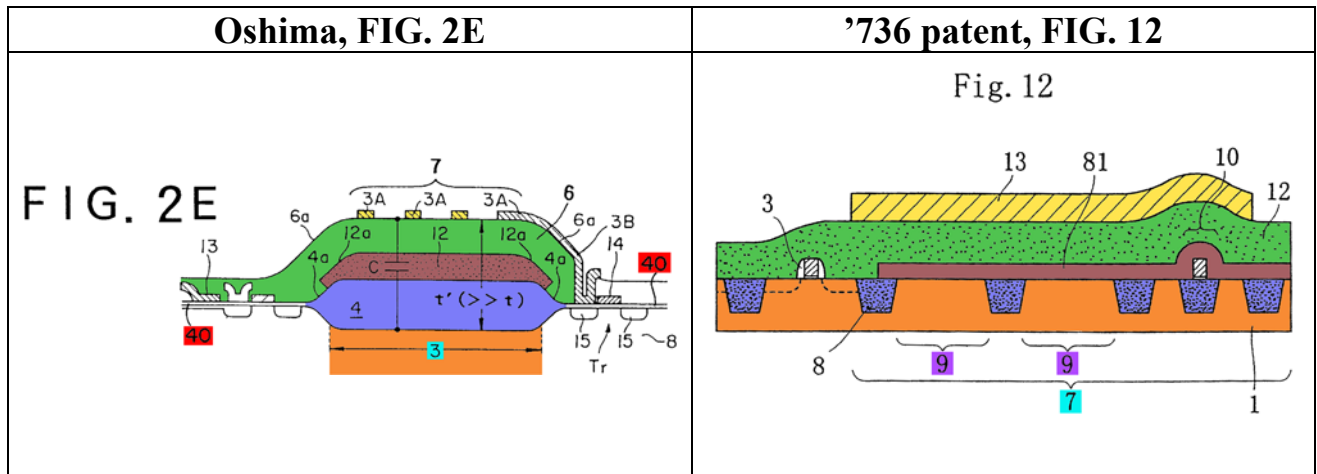 Oshima, FIG. 2E
’736 patent, FIG. 12
FIG. 2E
7
3A 3A 3A
6
6a
6a
3B
13
12a 12 12a
14
4a
C
4a
40
4
t'(>>t)
40
15 15 8
3
Tr
Fig. 12
13 81 10
3
12
8
9 9
1
7